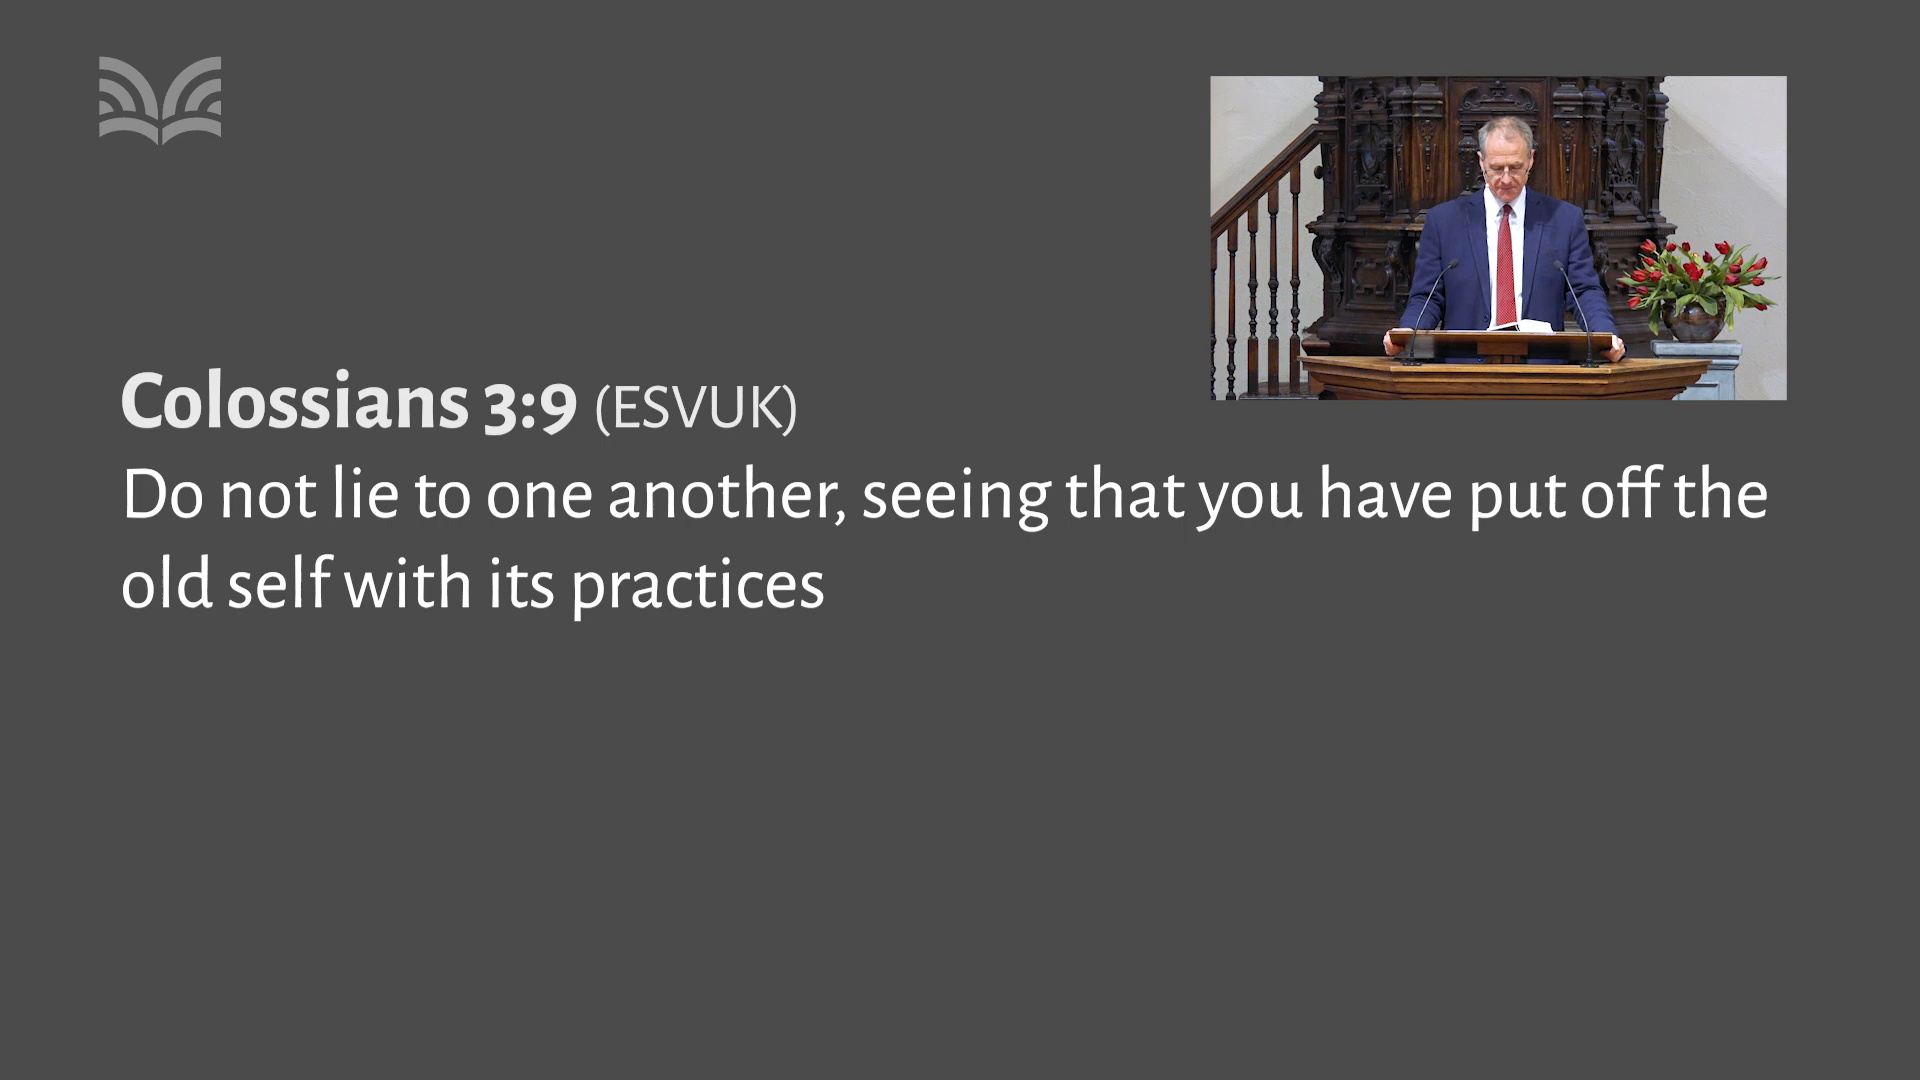 Colossians 3:9 (ESVUK)
Do not lie to one another, seeing that you have put off the
old self with its practices